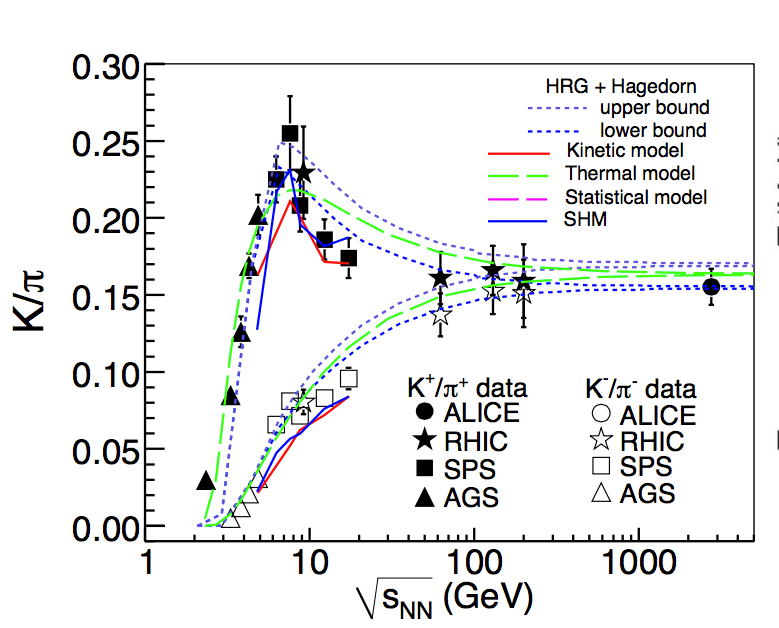 0.30
0.25
0.20
0.15
0.10
0.05
0.00
K/π
HRG + Hagedorn
upper bound
lower bound
Kinetic model
Thermal model
Statistical model
SHM
K⁺/π⁺ data
ALICE
RHIC
SPS
AGS
K⁻/π⁻ data
ALICE
RHIC
SPS
AGS
1 10 100 1000
√sNN (GeV)